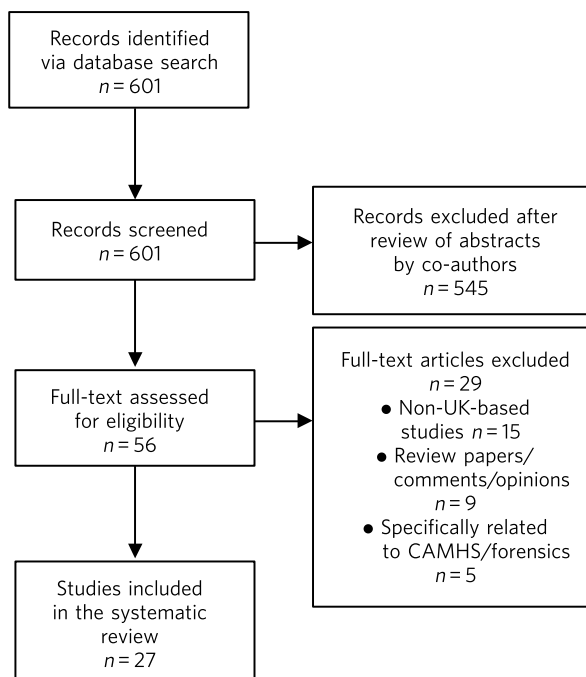 Records identified
via database search
n = 601
Records screened
n = 601
Records excluded after
review of abstracts
by co-authors
n = 545
Full-text assessed
for eligibility
n = 56
Full-text articles excluded
n = 29
● Non-UK-based
studies n = 15
● Review papers/
comments/opinions
n = 9
● Specifically related
to CAMHS/forensics
n = 5
Studies included
in the systematic
review
n = 27